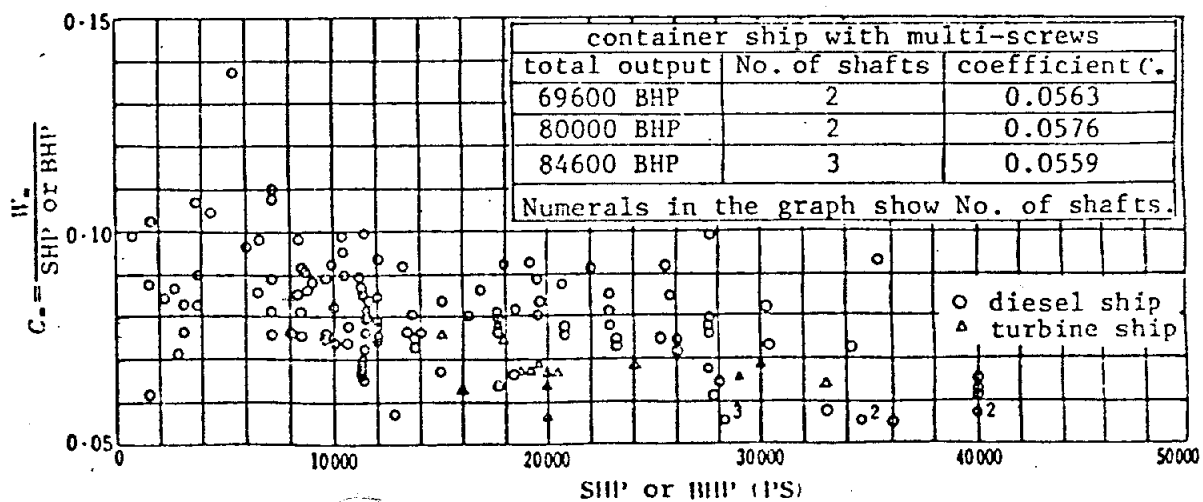 0·15
container ship with multi-screws
total output No. of shafts coefficient C.
69600 BHP 2 0.0563
80000 BHP 2 0.0576
84600 BHP 3 0.0559
Numerals in the graph show No. of shafts.
C. = W. / SHP or BHP
0·10
o diesel ship
△ turbine ship
3 2 2
0·05
0 10000 20000 30000 40000 50000
SHP or BHP (PS)